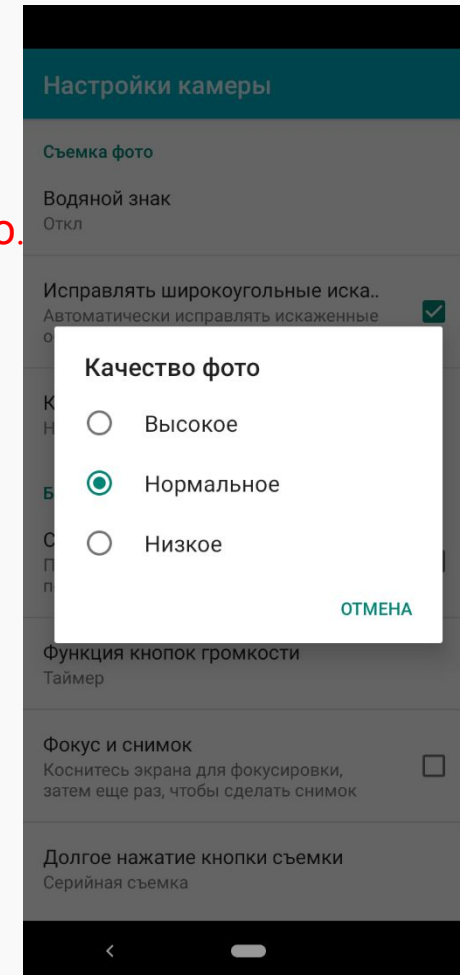 Настройки камеры
Съемка фото
Водяной знак
Откл
о.
Исправлять широкоугольные иска..
Автоматически исправлять искаженные
о
Качество фото
К
Н
Высокое
Нормальное
Б
С
Низкое
П
п
ОТМЕНА
Функция кнопок громкости
Таймер
Фокус и снимок
Коснитесь экрана для фокусировки,
затем еще раз, чтобы сделать снимок
Долгое нажатие кнопки съемки
Серийная съемка